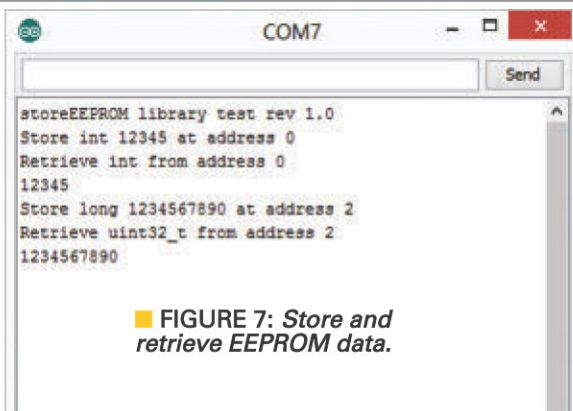 COM7
Send
storeEEPROM library test rev 1.0
Store int 12345 at address 0
Retrieve int from address 0
12345
Store long 1234567890 at address 2
Retrieve uint32_t from address 2
1234567890
FIGURE 7: Store and
retrieve EEPROM data.